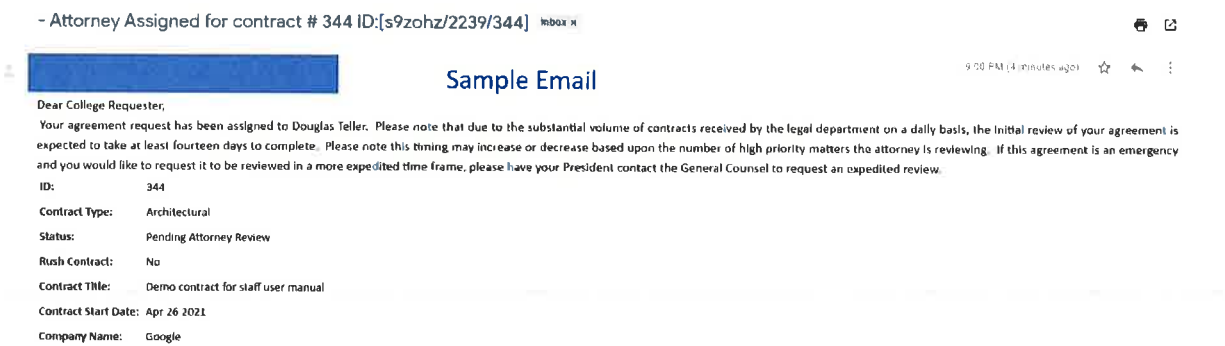 - Attorney Assigned for contract # 344 ID:[s9zohz/2239/344] Inbox x
Sample Email
9:00 PM (4 minutes ago)
Dear College Requester,
Your agreement request has been assigned to Douglas Teller. Please note that due to the substantial volume of contracts received by the legal department on a daily basis, the initial review of your agreement is
expected to take at least fourteen days to complete. Please note this timing may increase or decrease based upon the number of high priority matters the attorney is reviewing. If this agreement is an emergency
and you would like to request it to be reviewed in a more expedited time frame, please have your President contact the General Counsel to request an expedited review.
ID: 344
Contract Type: Architectural
Status: Pending Attorney Review
Rush Contract: No
Contract Title: Demo contract for staff user manual
Contract Start Date: Apr 26 2021
Company Name: Google